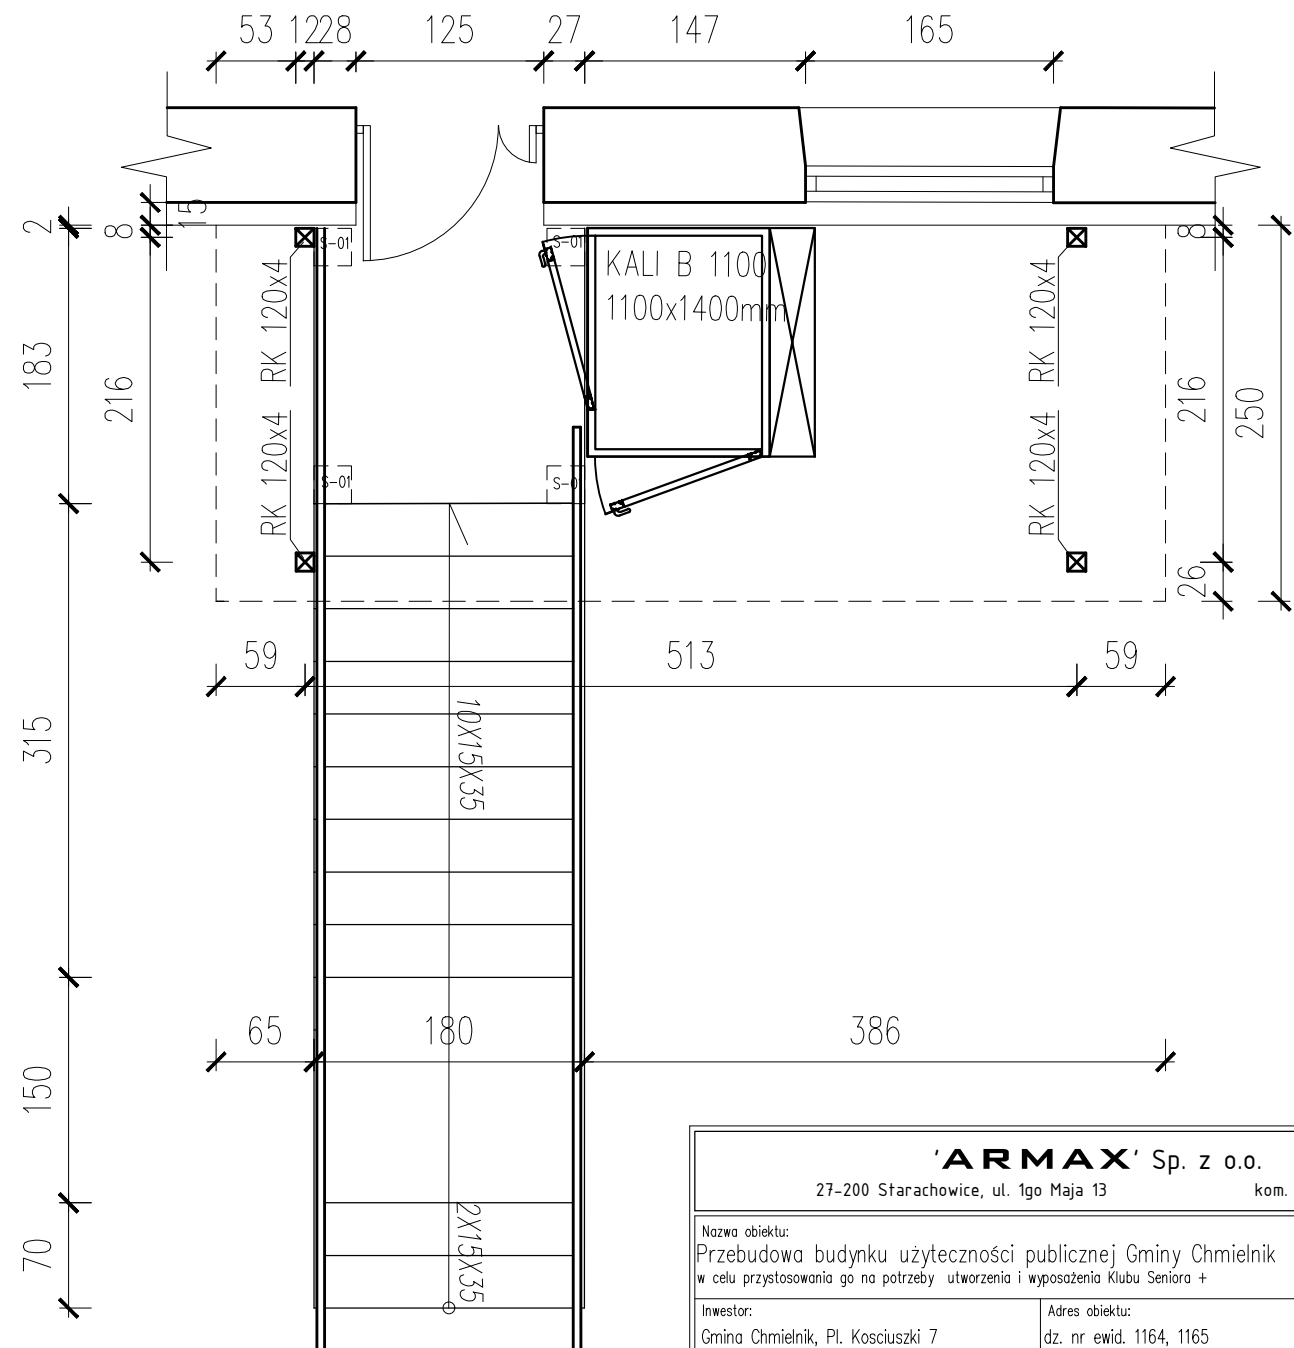 53 12 28 125 27 147 165
2
8
15
8
S-01
S-01
KALI B 1100
1100x1400mm
RK 120x4
RK 120x4
183
216
216
250
RK 120x4
RK 120x4
S-01
S-0
26
59 513 59
10X15X35
315
65 180 386
150
2X15X35
70
'ARMAX' Sp. z o.o.
27-200 Starachowice, ul. 1go Maja 13 kom.
Nazwa obiektu:
Przebudowa budynku użyteczności publicznej Gminy Chmielnik
w celu przystosowania go na potrzeby utworzenia i wyposażenia Klubu Seniora +
Inwestor: Adres obiektu:
Gmina Chmielnik, Pl. Kosciuszki 7 dz. nr ewid. 1164, 1165